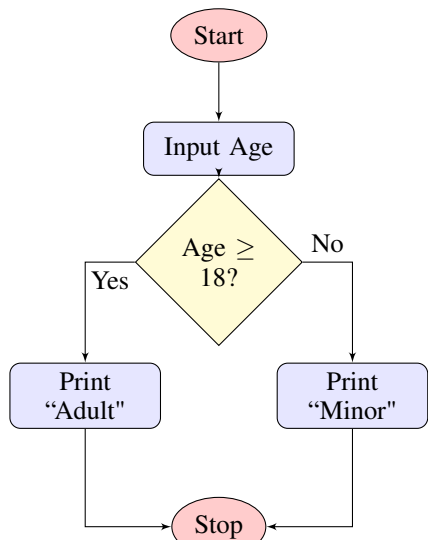 Start
Input Age
Age ≥
18?
Yes
No
Print
“Adult"
Print
“Minor"
Stop